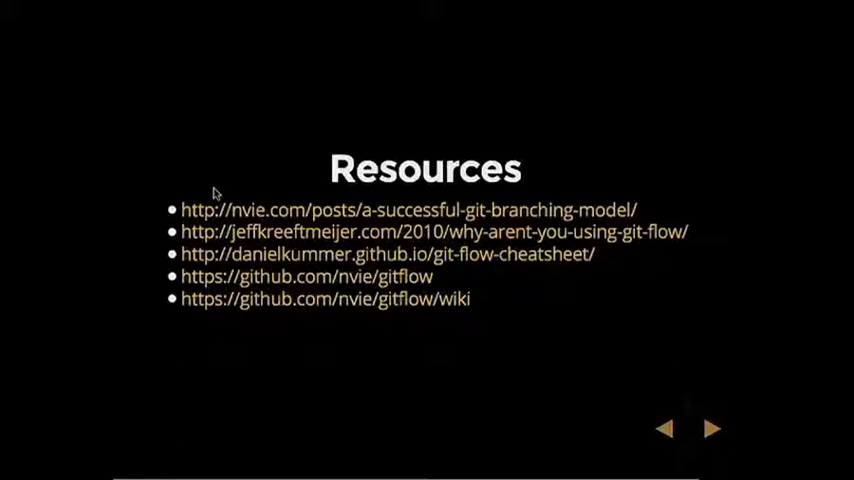 Resources
http://nvie.com/posts/a-successful-git-branching-model/
http://jeffkreeftmeijer.com/2010/why-arent-you-using-git-flow/
http://danielkummer.github.io/git-flow-cheatsheet/
https://github.com/nvie/gitflow
https://github.com/nvie/gitflow/wiki